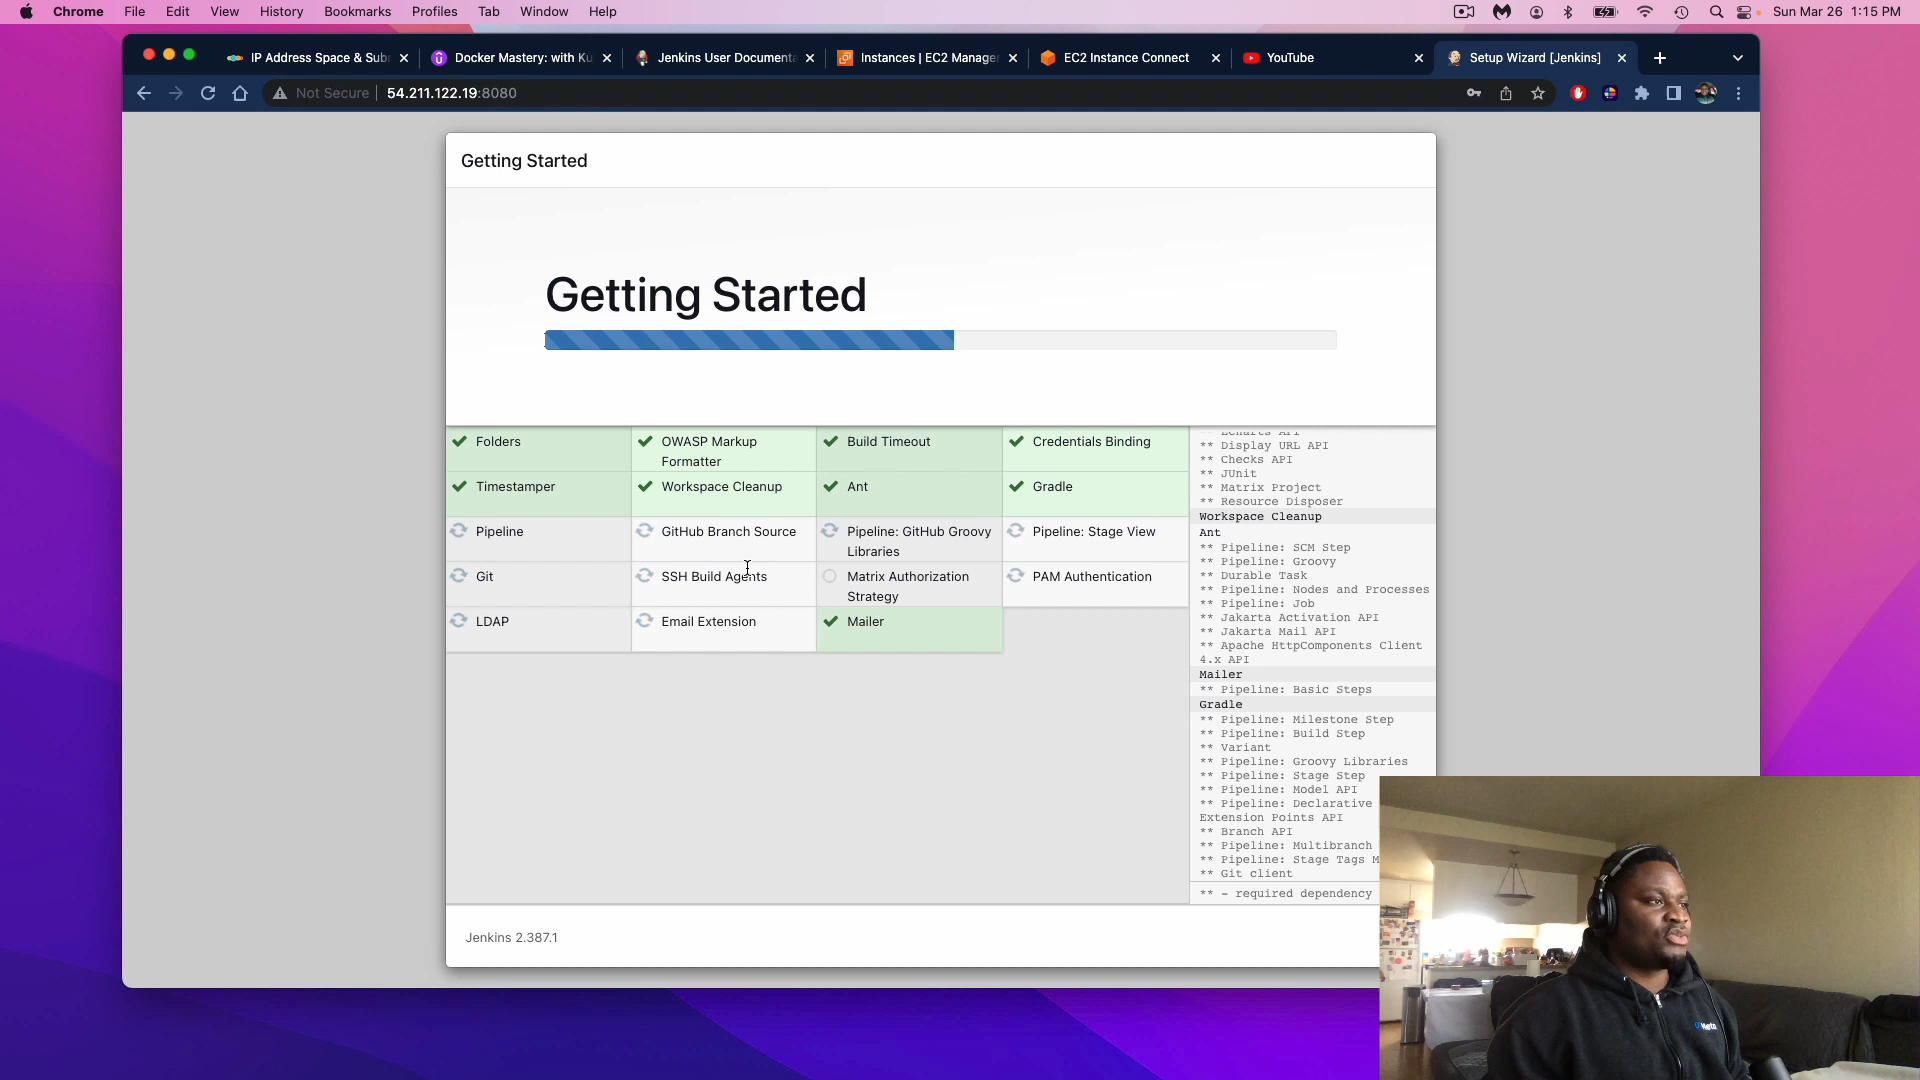 Chrome File Edit View History Bookmarks Profiles Tab Window Help Sun Mar 26 1:15 PM
IP Address Space & Sub
Docker Mastery: with Ku
Jenkins User Documenta
Instances | EC2 Manage
EC2 Instance Connect
YouTube
Setup Wizard [Jenkins]
Not Secure 54.211.122.19:8080
Getting Started
Getting Started
Folders
OWASP Markup
Formatter
Build Timeout
Credentials Binding
Timestamper
Workspace Cleanup
Ant
Gradle
Pipeline
GitHub Branch Source
Pipeline: GitHub Groovy
Libraries
Pipeline: Stage View
Git
SSH Build Agents
Matrix Authorization
Strategy
PAM Authentication
LDAP
Email Extension
Mailer
** Display URL API
** Checks API
** JUnit
** Matrix Project
** Resource Disposer
Workspace Cleanup
Ant
** Pipeline: SCM Step
** Pipeline: Groovy
** Durable Task
** Pipeline: Nodes and Processes
** Pipeline: Job
** Jakarta Activation API
** Jakarta Mail API
** Apache HttpComponents Client
4.x API
Mailer
** Pipeline: Basic Steps
Gradle
** Pipeline: Milestone Step
** Pipeline: Build Step
** Variant
** Pipeline: Groovy Libraries
** Pipeline: Stage Step
** Pipeline: Model API
** Pipeline: Declarative
Extension Points API
** Branch API
** Pipeline: Multibranch
** Pipeline: Stage Tags M
** Git client
** - required dependency
Jenkins 2.387.1